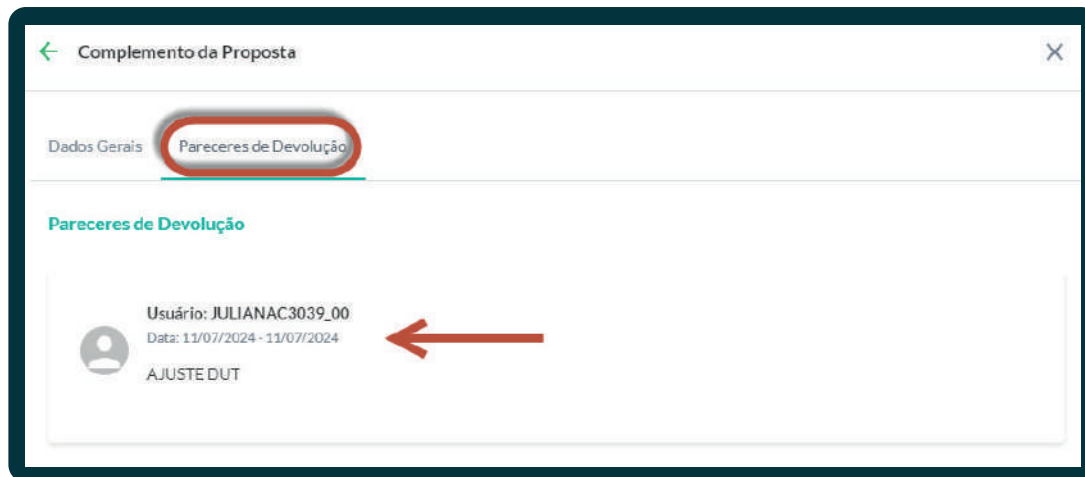 Complemento da Proposta
Dados Gerais Pareceres de Devolução
Pareceres de Devolução
Usuário: JULIANAC3039_00
Data: 11/07/2024 - 11/07/2024
AJUSTE DUT